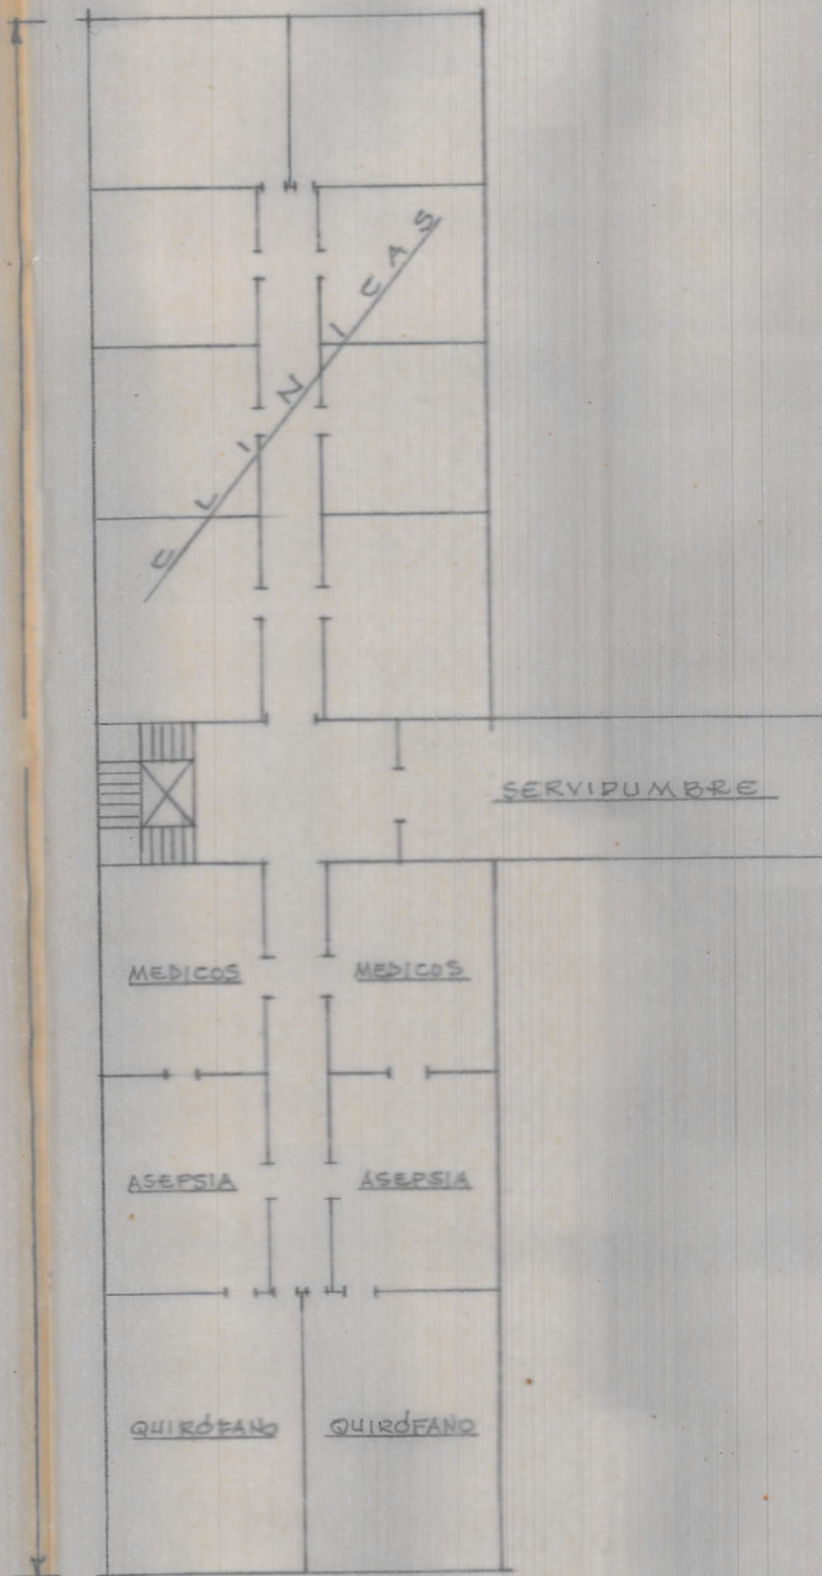 CLINICAS
SERVIDUMBRE
MEDICOS
MEDICOS
ASEPSIA
ASEPSIA
QUIRÓFANO
QUIRÓFANO